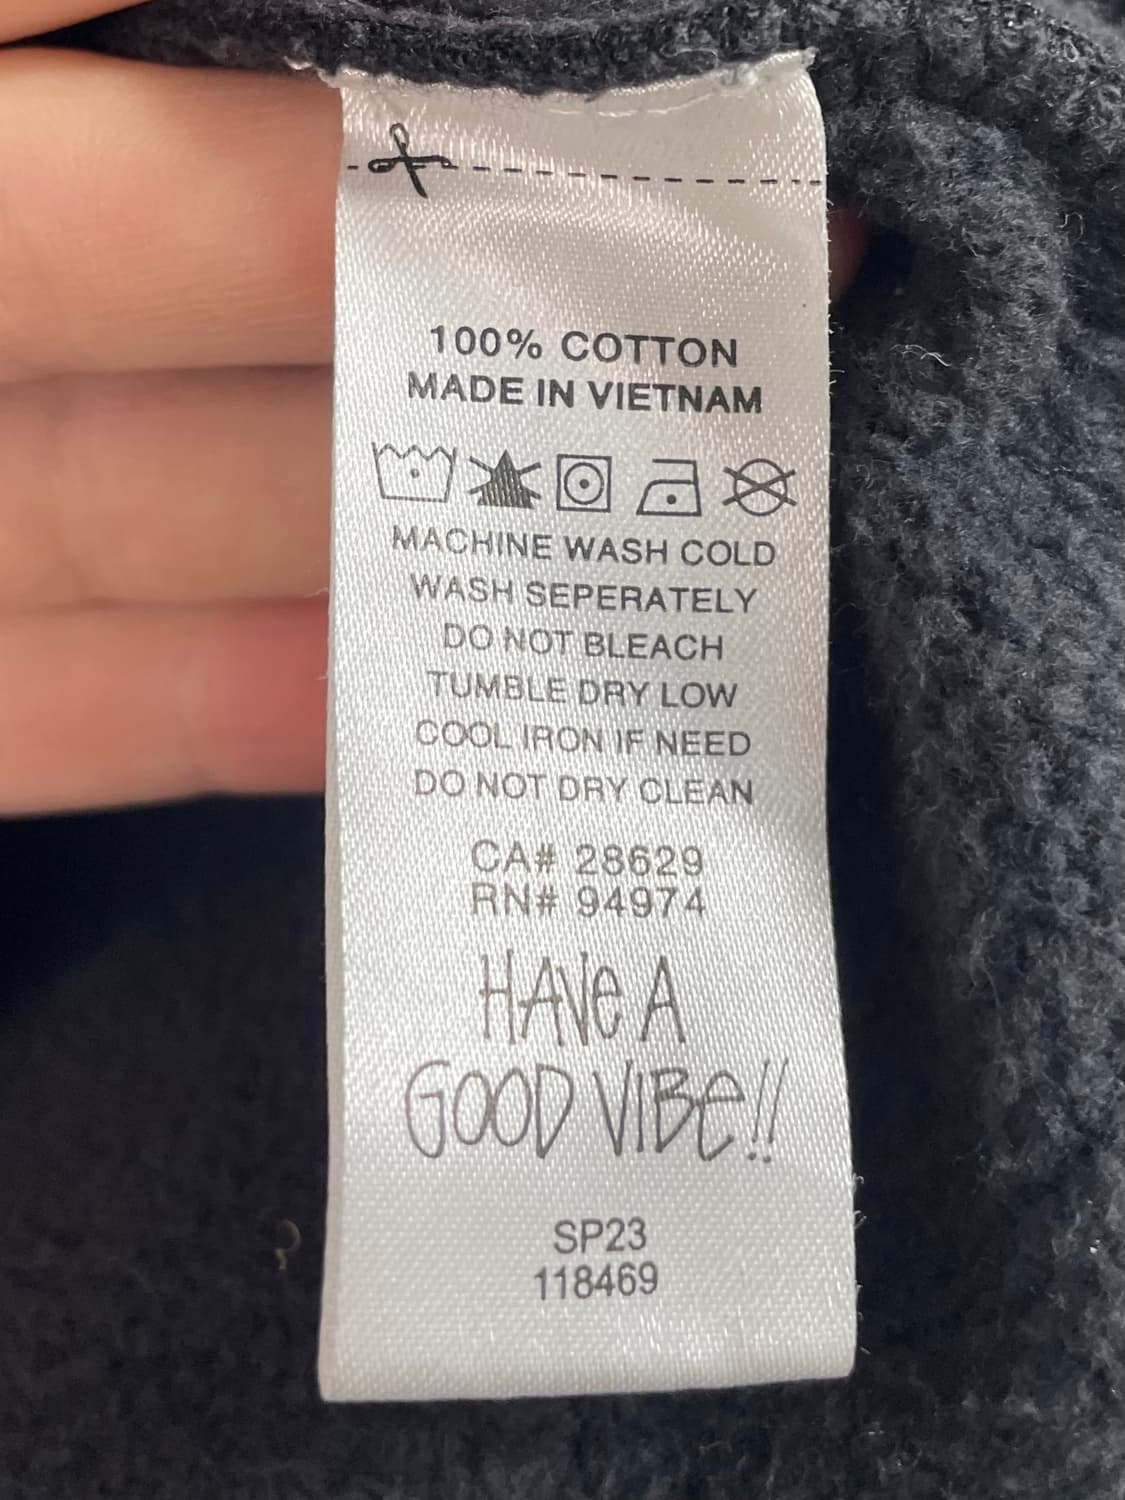 100% COTTON
MADE IN VIETNAM
MACHINE WASH COLD
WASH SEPERATELY
DO NOT BLEACH
TUMBLE DRY LOW
COOL IRON IF NEED
DO NOT DRY CLEAN
CA# 28629
RN# 94974
HAVe A
GOOD VIBe!!
SP23
118469